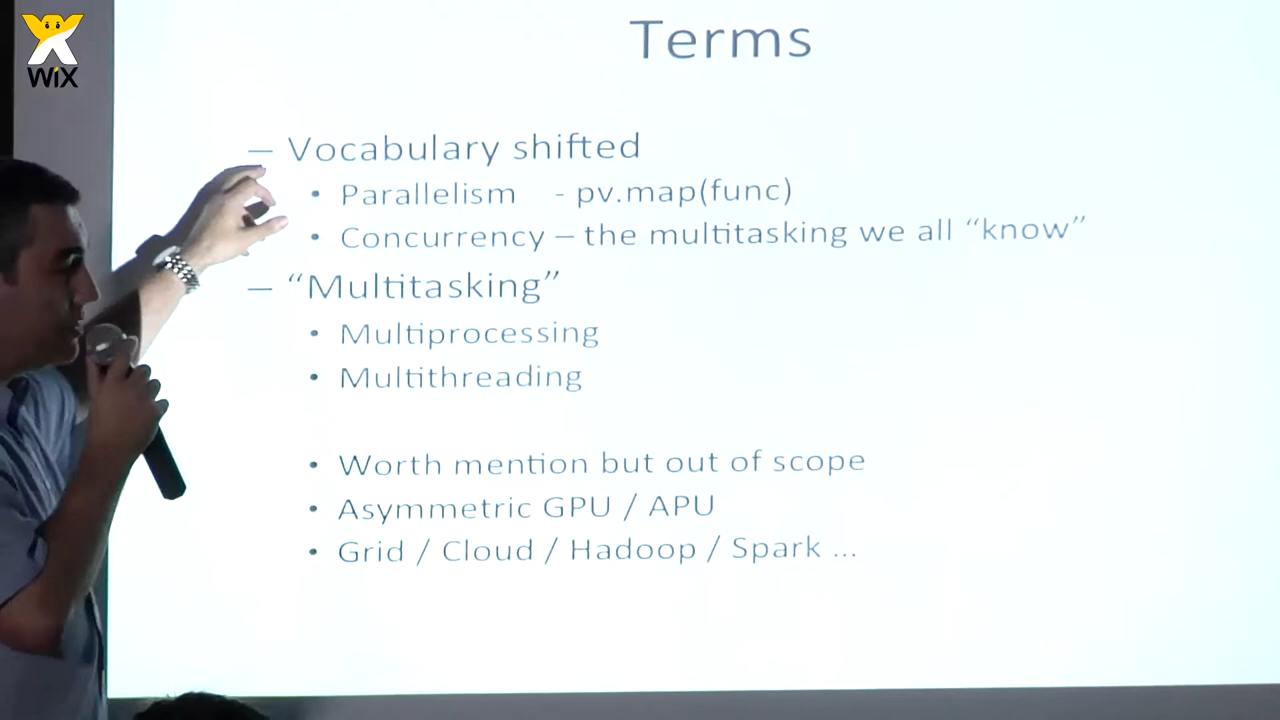 WiX
Terms
– Vocabulary shifted
• Parallelism - pv.map(func)
• Concurrency – the multitasking we all “know”
– “Multitasking”
• Multiprocessing
• Multithreading
• Worth mention but out of scope
• Asymmetric GPU / APU
• Grid / Cloud / Hadoop / Spark ...